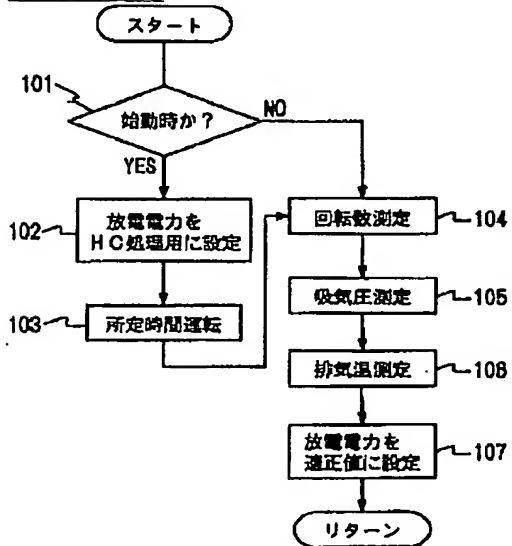 スタート
101
始動時か?
NO
YES
102
放電電力を
HC処理用に設定
103
所定時間運転
回転数測定
104
吸気圧測定
105
排気温測定
106
放電電力を
適正値に設定
107
リターン